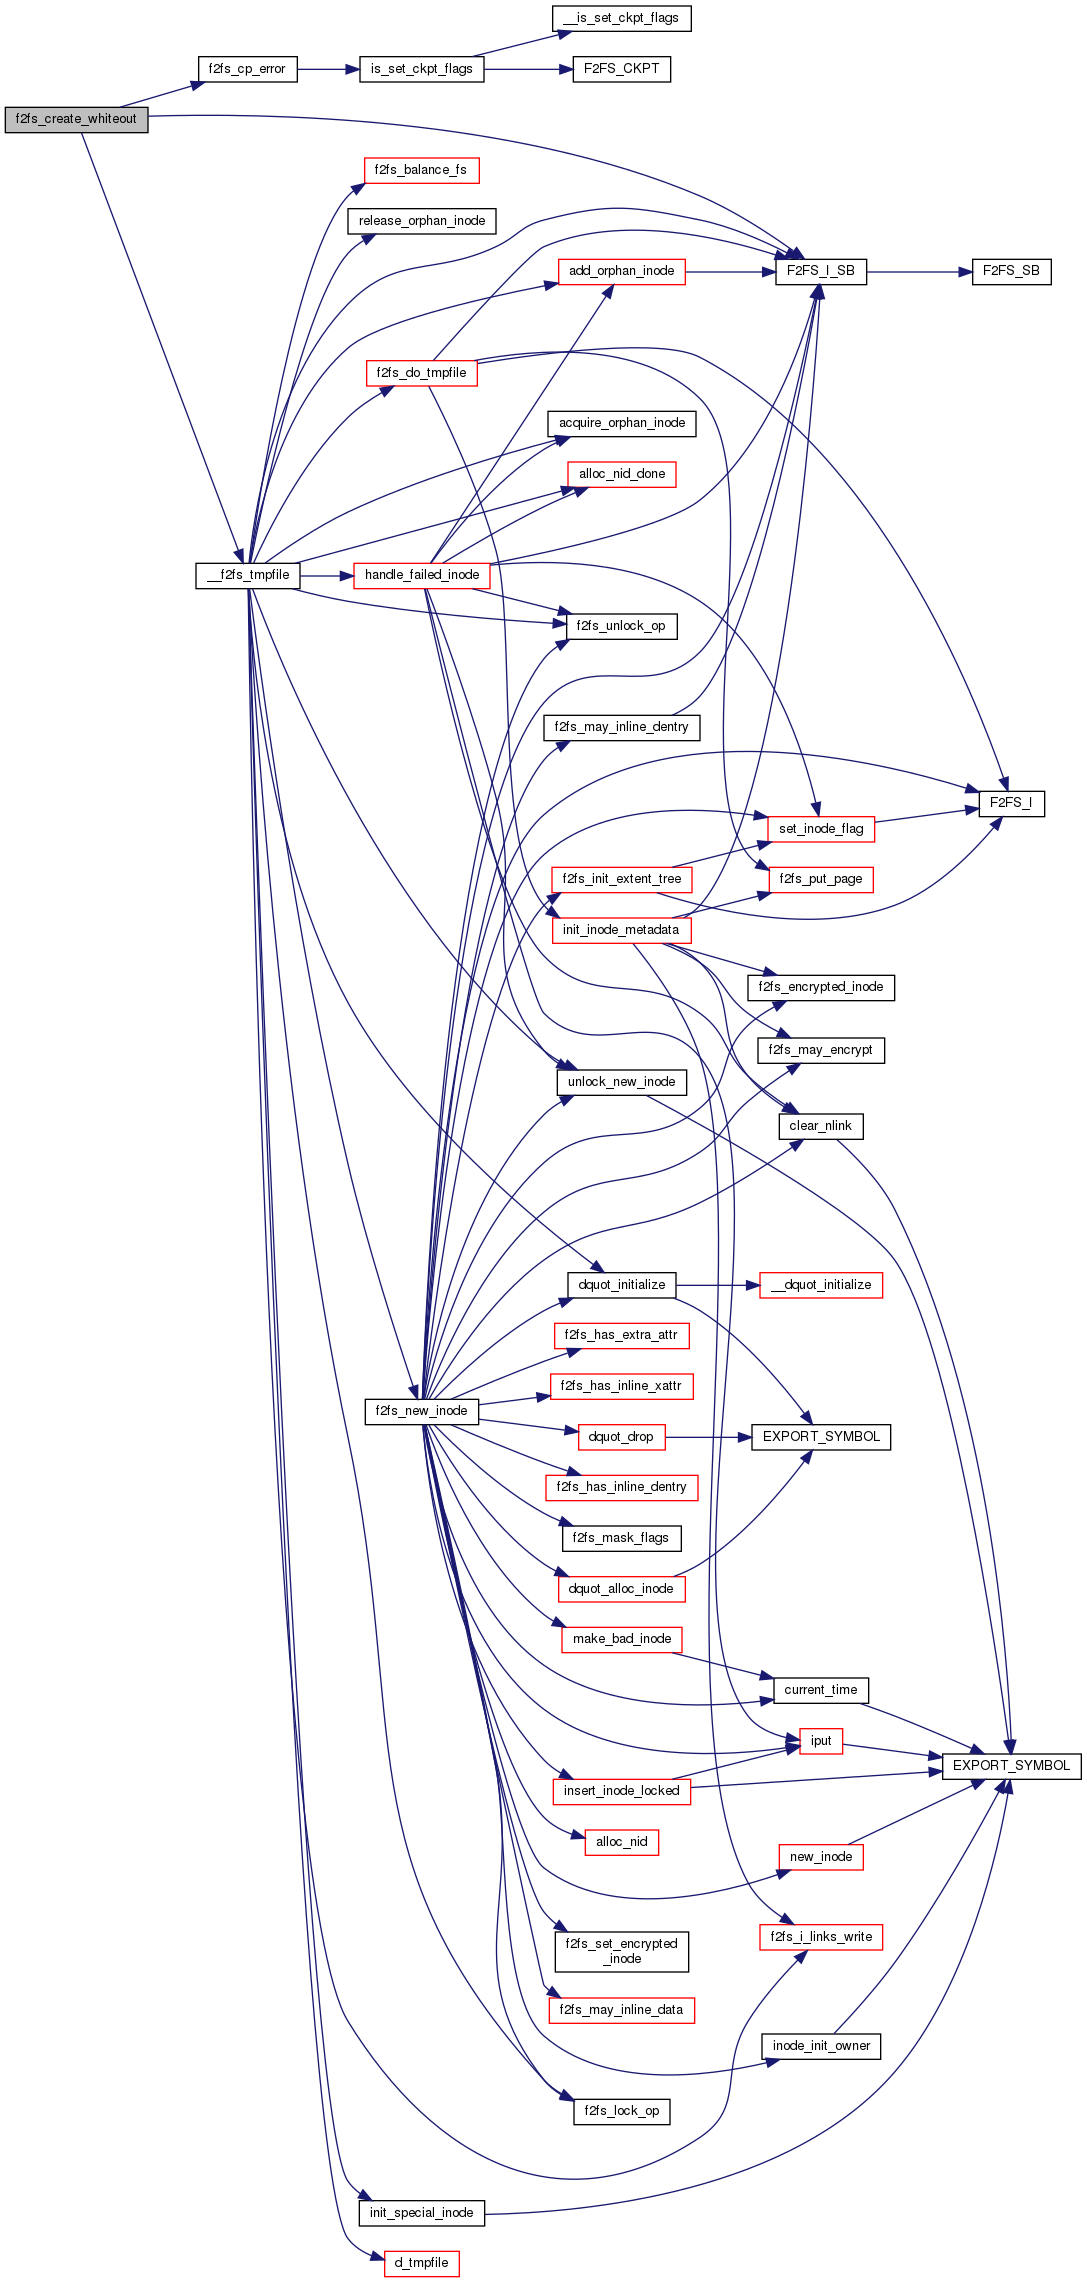 __is_set_ckpt_flags
f2fs_cp_error
is_set_ckpt_flags
F2FS_CKPT
f2fs_create_whiteout
f2fs_balance_fs
release_orphan_inode
add_orphan_inode
F2FS_I_SB
F2FS_SB
f2fs_do_tmpfile
acquire_orphan_inode
alloc_nid_done
__f2fs_tmpfile
handle_failed_inode
f2fs_unlock_op
f2fs_may_inline_dentry
F2FS_I
set_inode_flag
f2fs_init_extent_tree
f2fs_put_page
init_inode_metadata
f2fs_encrypted_inode
f2fs_may_encrypt
unlock_new_inode
clear_nlink
dquot_initialize
__dquot_initialize
f2fs_has_extra_attr
f2fs_has_inline_xattr
f2fs_new_inode
dquot_drop
EXPORT_SYMBOL
f2fs_has_inline_dentry
f2fs_mask_flags
dquot_alloc_inode
make_bad_inode
current_time
iput
EXPORT_SYMBOL
insert_inode_locked
alloc_nid
new_inode
f2fs_i_links_write
f2fs_set_encrypted
_inode
f2fs_may_inline_data
inode_init_owner
f2fs_lock_op
init_special_inode
d_tmpfile